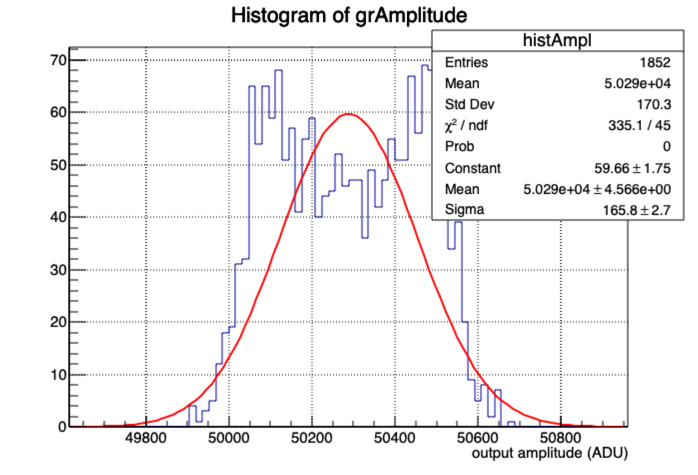 Histogram of grAmplitude
histAmpl
Entries 1852
Mean 5.029e+04
Std Dev 170.3
χ² / ndf 335.1 / 45
Prob 0
Constant 59.66 ± 1.75
Mean 5.029e+04 ± 4.566e+00
Sigma 165.8 ± 2.7
70
60
50
40
30
20
10
0
49800 50000 50200 50400 50600 50800
output amplitude (ADU)